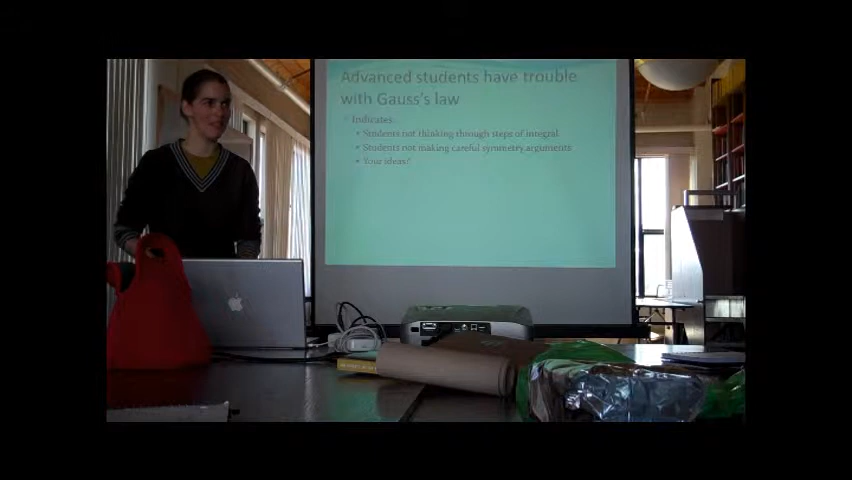 Advanced students have trouble
with Gauss's law
Indicates:
• Students not thinking through steps of integral
• Students not making careful symmetry arguments
• Your ideas?